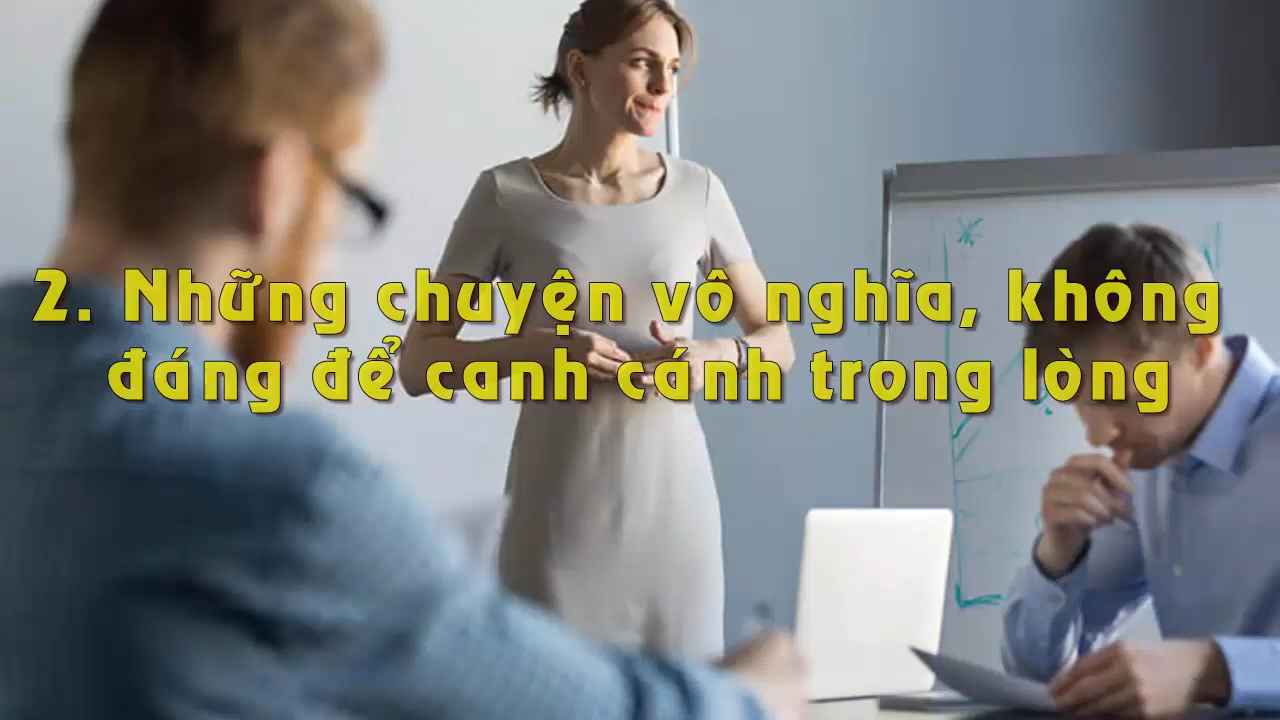 2. Những chuyện vô nghĩa, không
đáng để canh cánh trong lòng